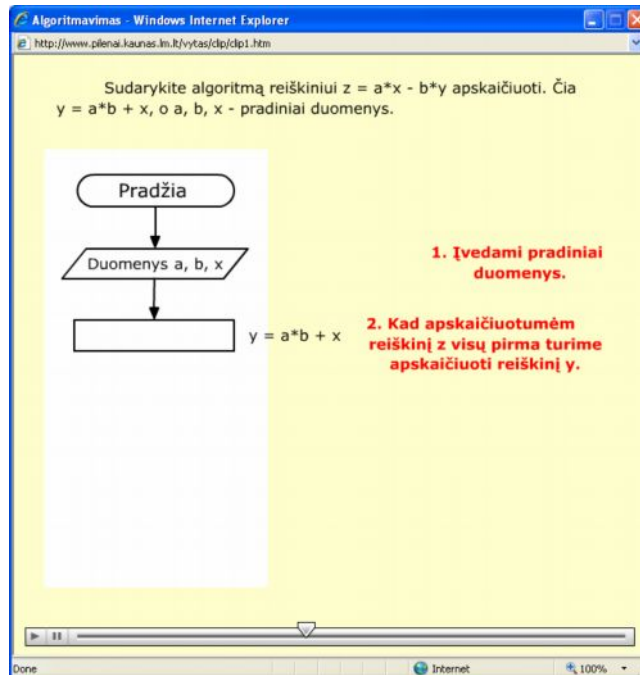 Algoritmavimas - Windows Internet Explorer
http://www.pilenai.kaunas.lm.lt/vytas/clip/clip1.htm
Sudarykite algoritmą reiškiniui z = a*x - b*y apskaičiuoti. Čia
y = a*b + x, o a, b, x - pradiniai duomenys.
Pradžia
Duomenys a, b, x
1. Įvedami pradiniai
duomenys.
y = a*b + x
2. Kad apskaičiuotumėm
reiškinį z visų pirma turime
apskaičiuoti reiškinį y.
Done
Internet
100%